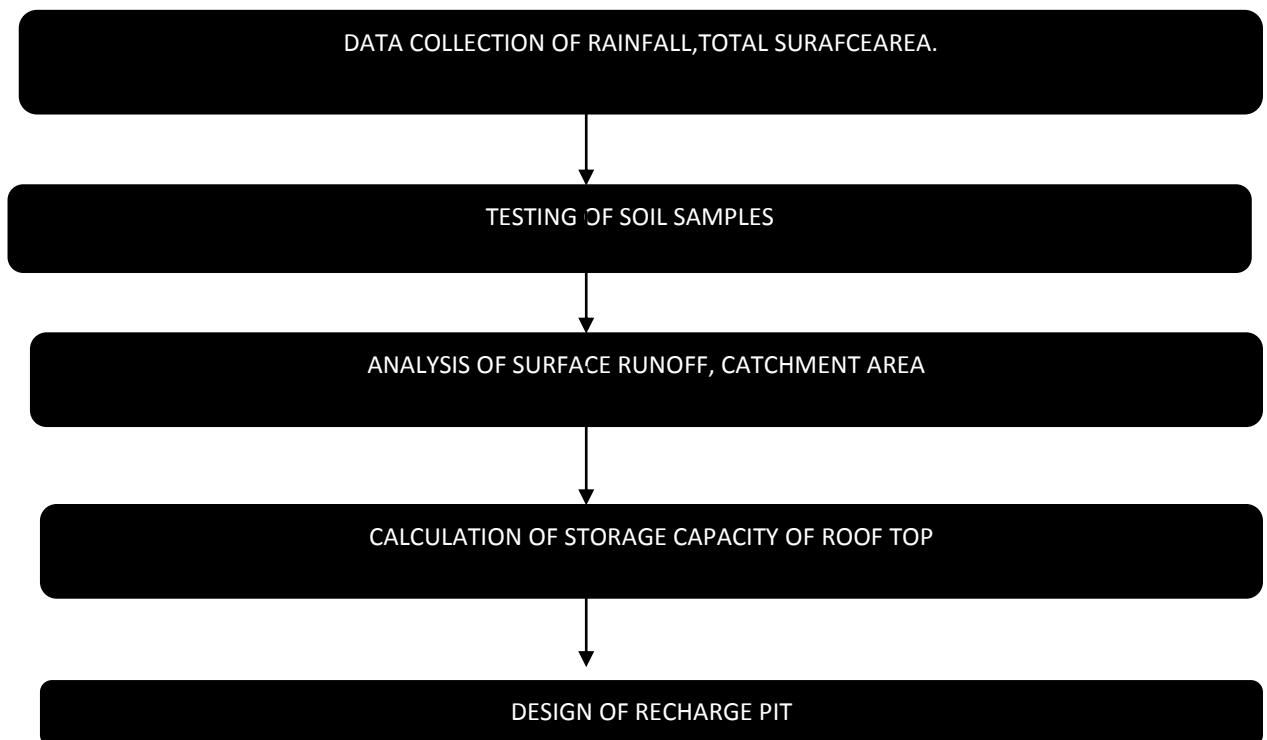 DATA COLLECTION OF RAINFALL,TOTAL SURAFCEAREA.
TESTING OF SOIL SAMPLES
ANALYSIS OF SURFACE RUNOFF, CATCHMENT AREA
CALCULATION OF STORAGE CAPACITY OF ROOF TOP
DESIGN OF RECHARGE PIT